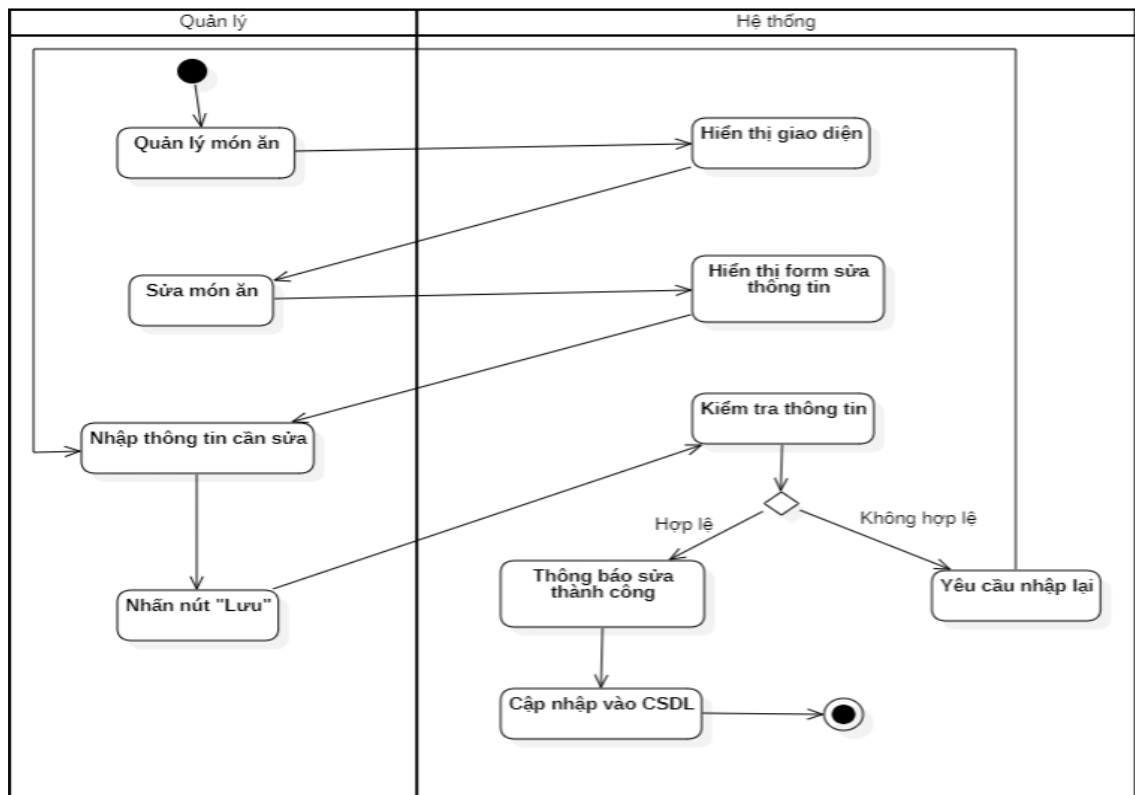 Quản lý
Hệ thống
Quản lý món ăn
Hiển thị giao diện
Sửa món ăn
Hiển thị form sửa
thông tin
Nhập thông tin cần sửa
Kiểm tra thông tin
Hợp lệ
Không hợp lệ
Nhấn nút "Lưu"
Thông báo sửa
thành công
Yêu cầu nhập lại
Cập nhập vào CSDL